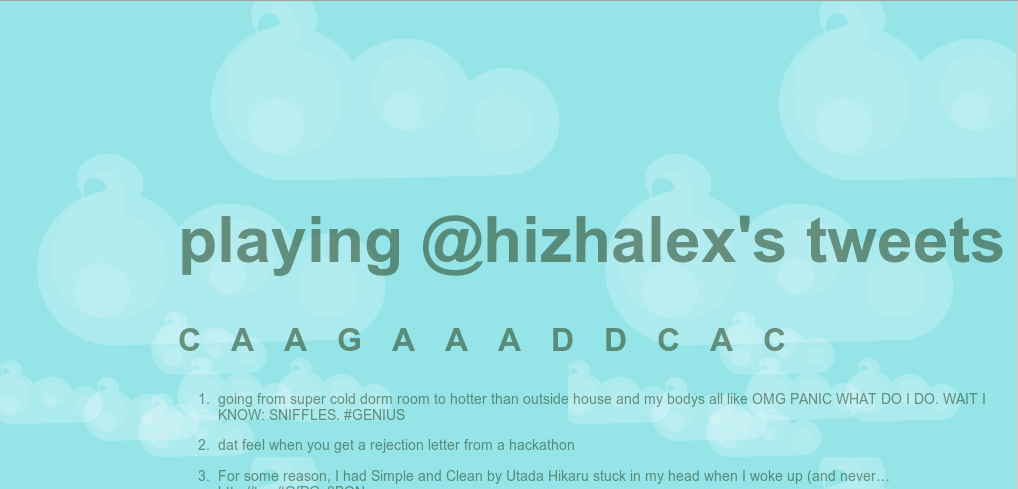 playing @hizhalex's tweets
C A A G A A A D D C A C
1. going from super cold dorm room to hotter than outside house and my bodys all like OMG PANIC WHAT DO I DO. WAIT I
KNOW: SNIFFLES. #GENIUS
2. dat feel when you get a rejection letter from a hackathon
3. For some reason, I had Simple and Clean by Utada Hikaru stuck in my head when I woke up (and never…